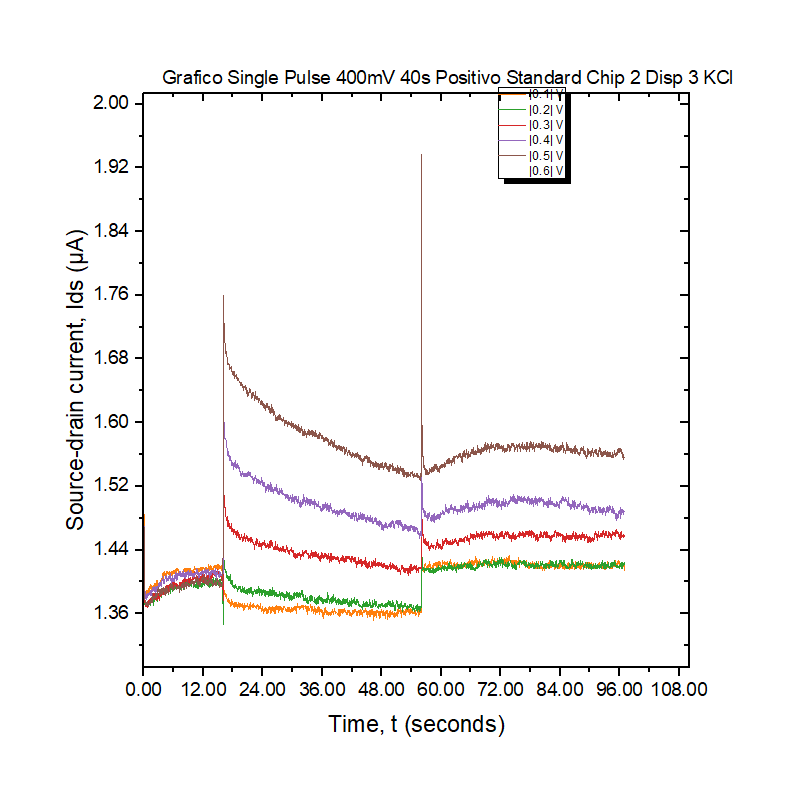 Grafico Single Pulse 400mV 40s Positivo Standard Chip 2 Disp 3 KCl
|0.1| V
|0.2| V
|0.3| V
|0.4| V
|0.5| V
|0.6| V
2.00
1.92
1.84
1.76
1.68
1.60
1.52
1.44
1.36
Source-drain current, Ids (µA)
0.00 12.00 24.00 36.00 48.00 60.00 72.00 84.00 96.00 108.00
Time, t (seconds)